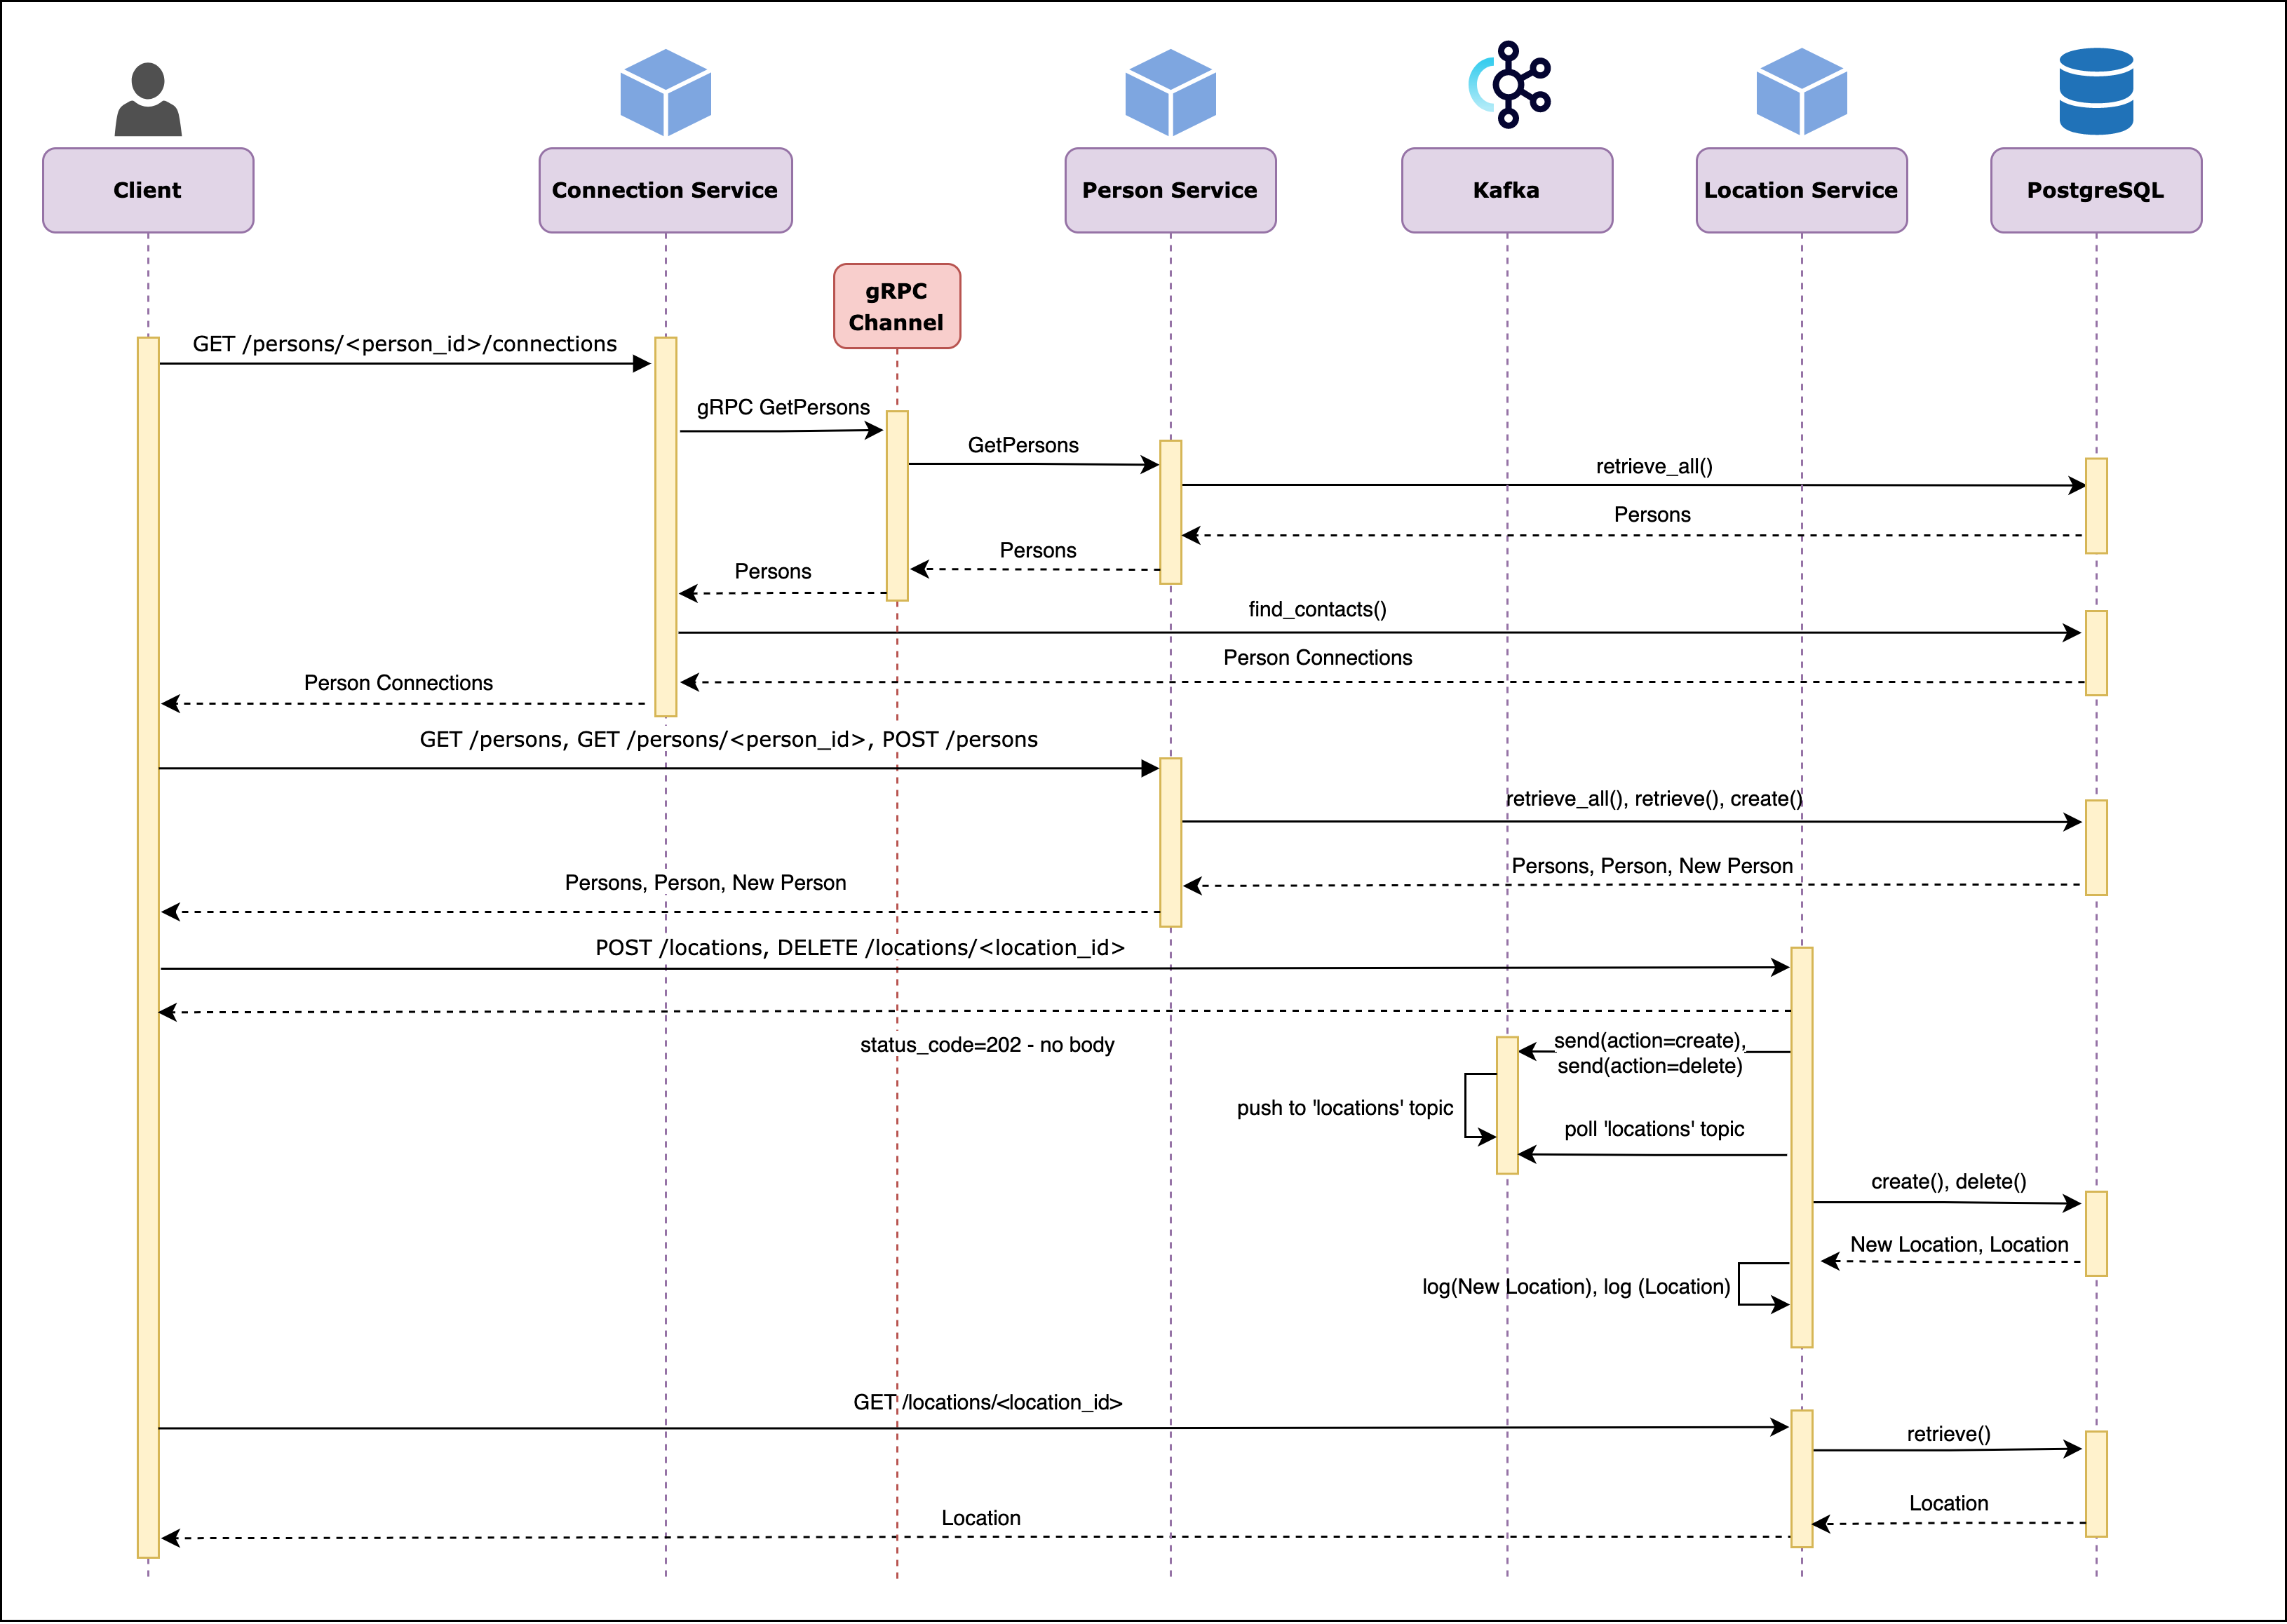 Client
Connection Service
Person Service
Kafka
Location Service
PostgreSQL
gRPC
Channel
GET /persons/<person_id>/connections
gRPC GetPersons
GetPersons
retrieve_all()
Persons
Persons
Persons
find_contacts()
Person Connections
Person Connections
GET /persons, GET /persons/<person_id>, POST /persons
retrieve_all(), retrieve(), create()
Persons, Person, New Person
Persons, Person, New Person
POST /locations, DELETE /locations/<location_id>
status_code=202 - no body
send(action=create),
send(action=delete)
push to 'locations' topic
poll 'locations' topic
create(), delete()
New Location, Location
log(New Location), log (Location)
GET /locations/<location_id>
retrieve()
Location
Location